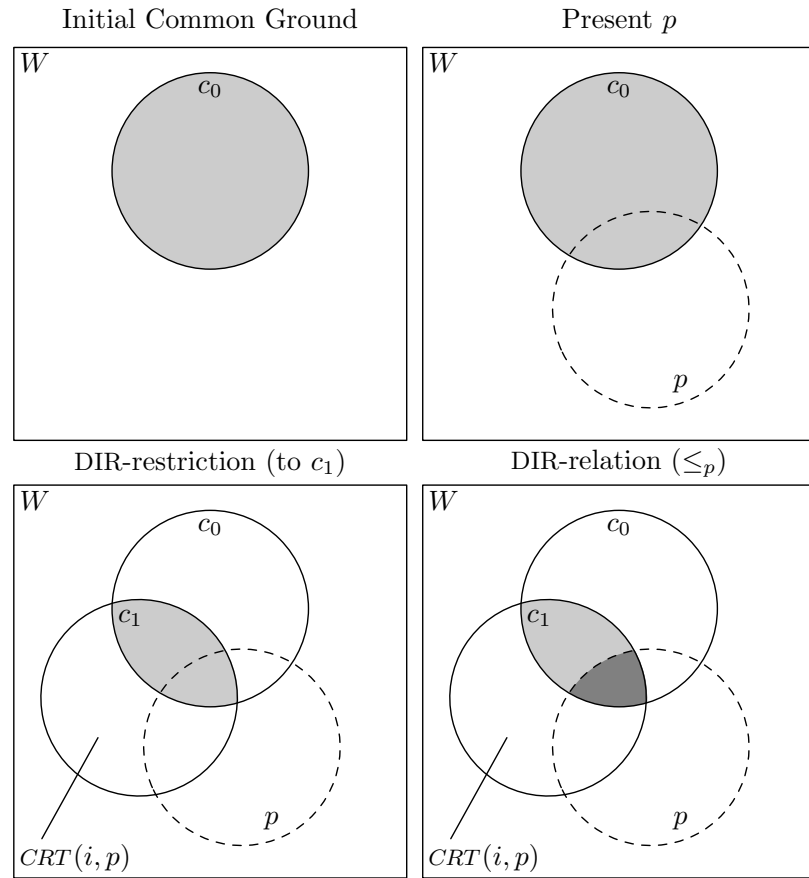 Initial Common Ground
W
c₀
Present p
W
c₀
p
DIR-restriction (to c₁)
W
c₀
c₁
p
CRT(i, p)
DIR-relation (≤ₚ)
W
c₀
c₁
p
CRT(i, p)